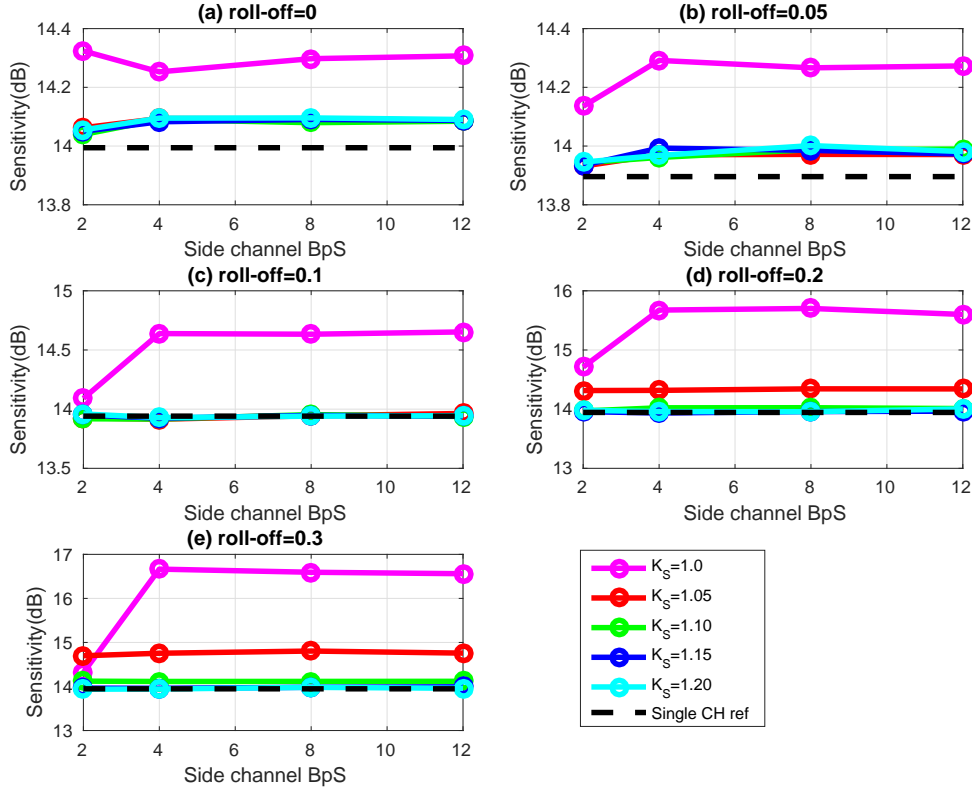 (a) roll-off=0
14.4
14.2
14
13.8
Sensitivity(dB)
2 4 6 8 10 12
Side channel BpS
(b) roll-off=0.05
14.4
14.2
14
13.8
Sensitivity(dB)
2 4 6 8 10 12
Side channel BpS
(c) roll-off=0.1
15
14.5
14
13.5
Sensitivity(dB)
2 4 6 8 10 12
Side channel BpS
(d) roll-off=0.2
16
15
14
13
Sensitivity(dB)
2 4 6 8 10 12
Side channel BpS
(e) roll-off=0.3
17
16
15
14
13
Sensitivity(dB)
2 4 6 8 10 12
Side channel BpS
K_S=1.0
K_S=1.05
K_S=1.10
K_S=1.15
K_S=1.20
Single CH ref